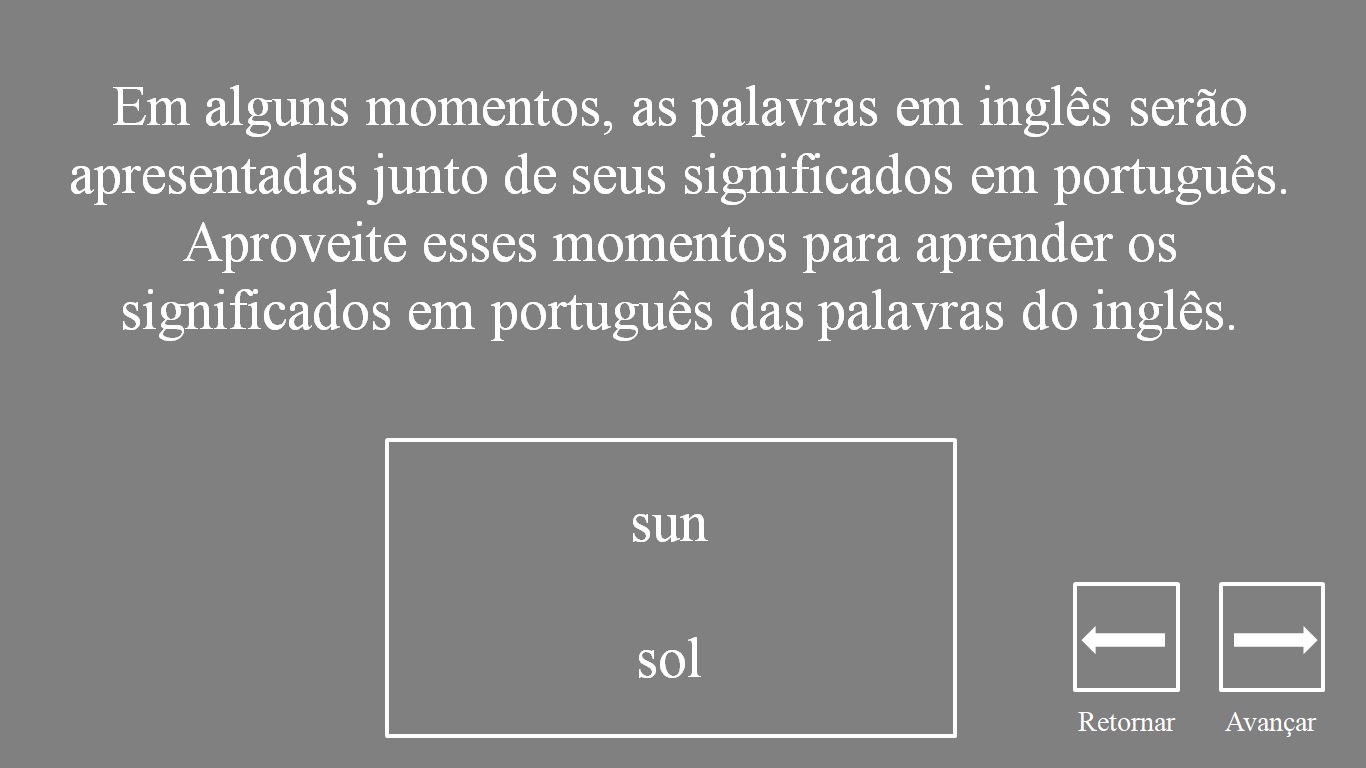 Em alguns momentos, as palavras em inglês serão
apresentadas junto de seus significados em português.
Aproveite esses momentos para aprender os
significados em português das palavras do inglês.
sun
sol
Retornar
Avançar